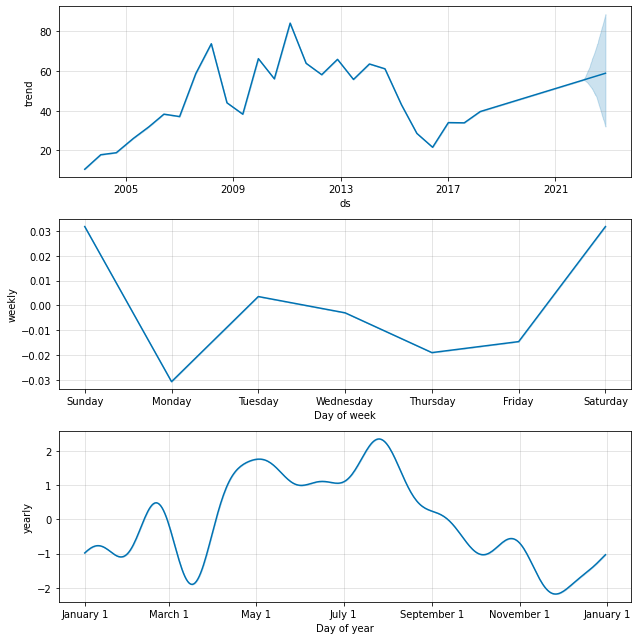 80
60
40
20
trend
2005 2009 2013 2017 2021
ds
0.03
0.02
0.01
0.00
−0.01
−0.02
−0.03
weekly
Sunday Monday Tuesday Wednesday Thursday Friday Saturday
Day of week
2
1
0
−1
−2
yearly
January 1 March 1 May 1 July 1 September 1 November 1 January 1
Day of year